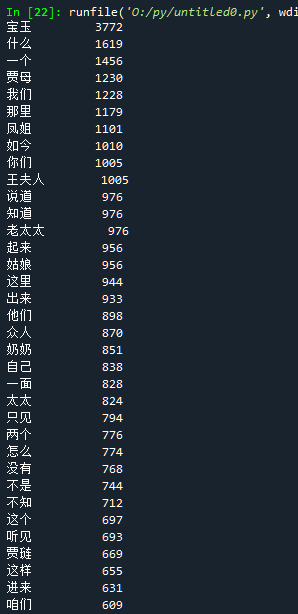 In [22]: runfile('O:/py/untitled0.py', wdi
宝玉 3772
什么 1619
一个 1456
贾母 1230
我们 1228
那里 1179
凤姐 1101
如今 1010
你们 1005
王夫人 1005
说道 976
知道 976
老太太 976
起来 956
姑娘 956
这里 944
出来 933
他们 898
众人 870
奶奶 851
自己 838
一面 828
太太 824
只见 794
两个 776
怎么 774
没有 768
不是 744
不知 712
这个 697
听见 693
贾琏 669
这样 655
进来 631
咱们 609